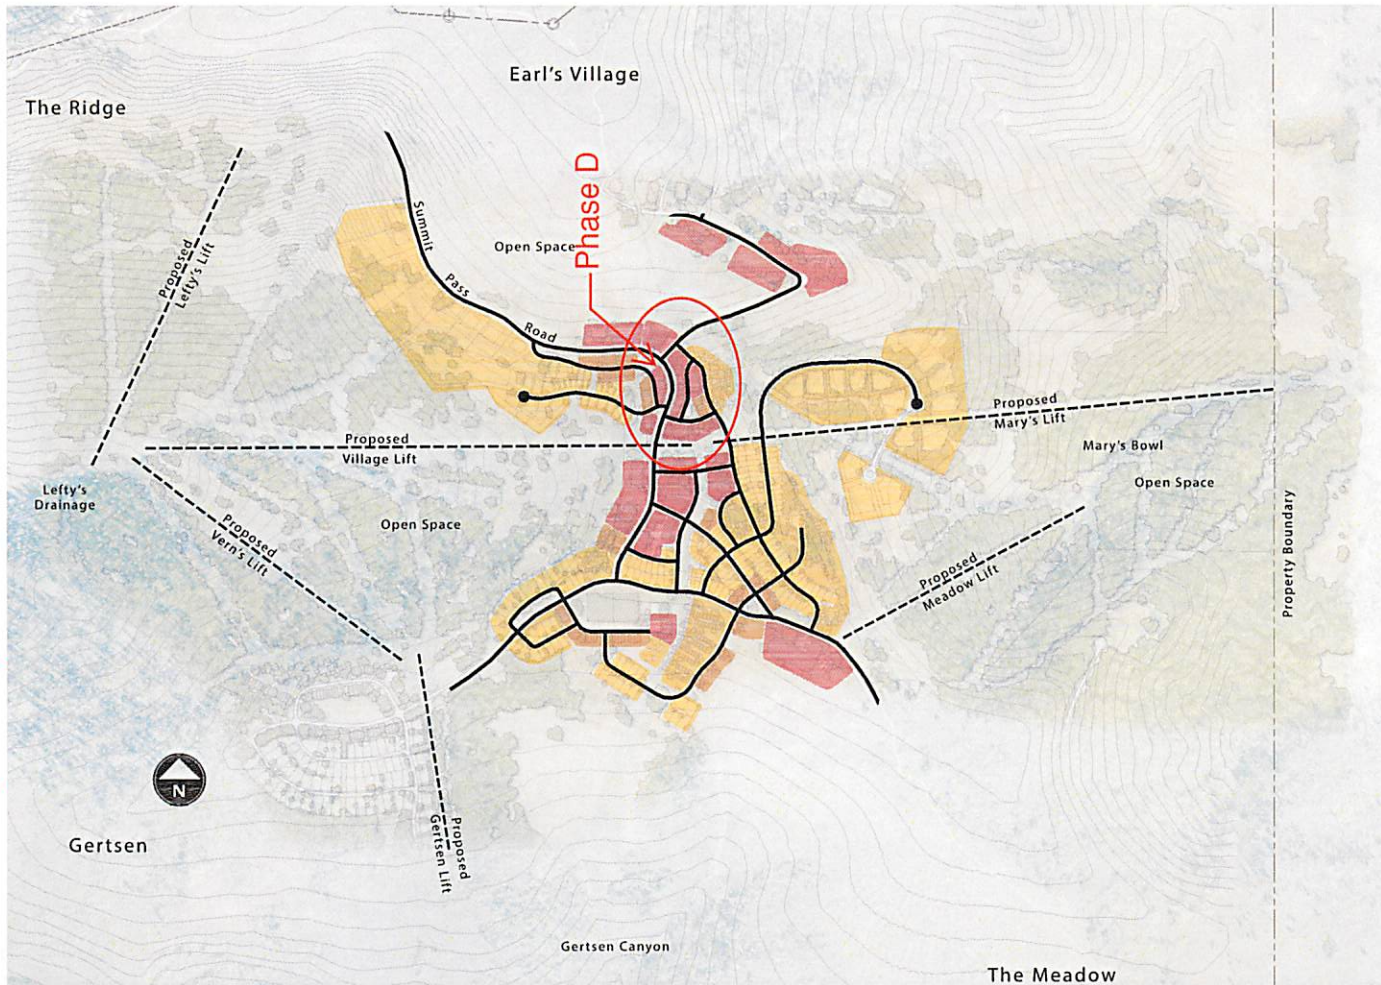 Earl's Village
The Ridge
Phase D
Summit
Pass
Road
Open Space
Proposed
Lefty's Lift
Proposed
Mary's Lift
Proposed
Village Lift
Mary's Bowl
Open Space
Lefty's
Drainage
Open Space
Proposed
Vern's Lift
Proposed
Meadow Lift
Property Boundary
N
Proposed
Gertsen Lift
Gertsen
Gertsen Canyon
The Meadow